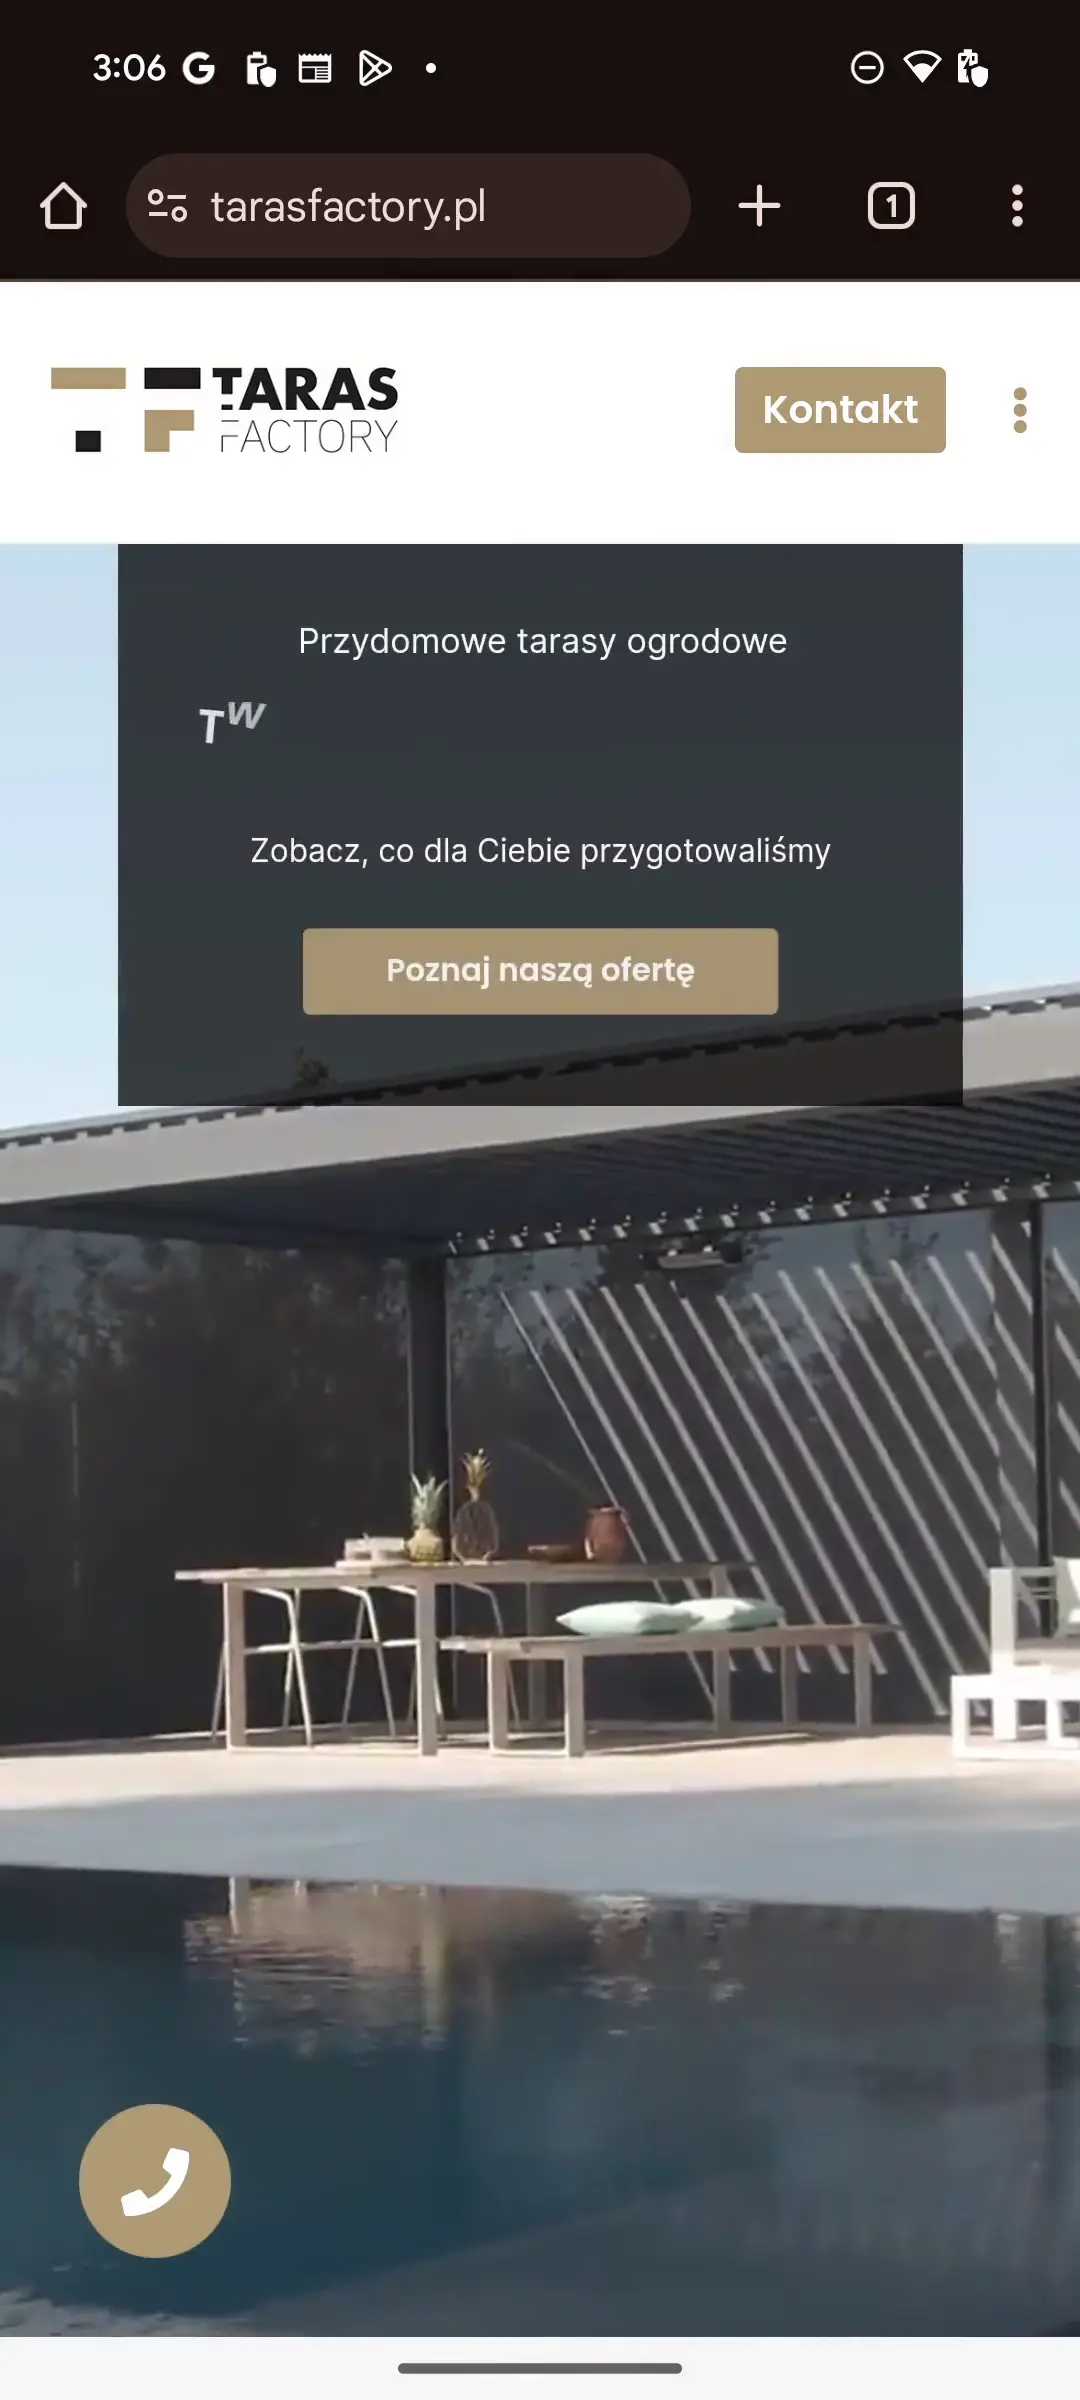 3:06
tarasfactory.pl
1
TARAS
FACTORY
Kontakt
Przydomowe tarasy ogrodowe
TW
Zobacz, co dla Ciebie przygotowaliśmy
Poznaj naszą ofertę